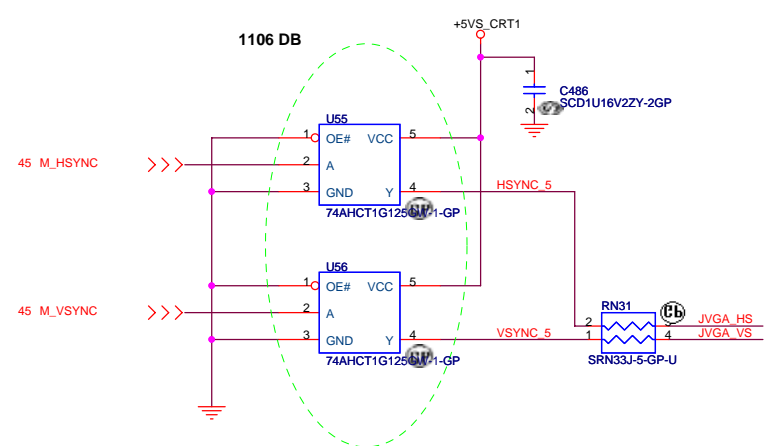 +5VS_CRT1
1106 DB
1
C486
SCD1U16V2ZY-2GP
2
U55
1 OE# VCC 5
45 M_HSYNC 2 A
3 GND Y 4 HSYNC_5
74AHCT1G125GW-1-GP
U56
1 OE# VCC 5
45 M_VSYNC 2 A
3 GND Y 4 VSYNC_5
74AHCT1G125GW-1-GP
RN31
2 3 JVGA_HS
1 4 JVGA_VS
SRN33J-5-GP-U